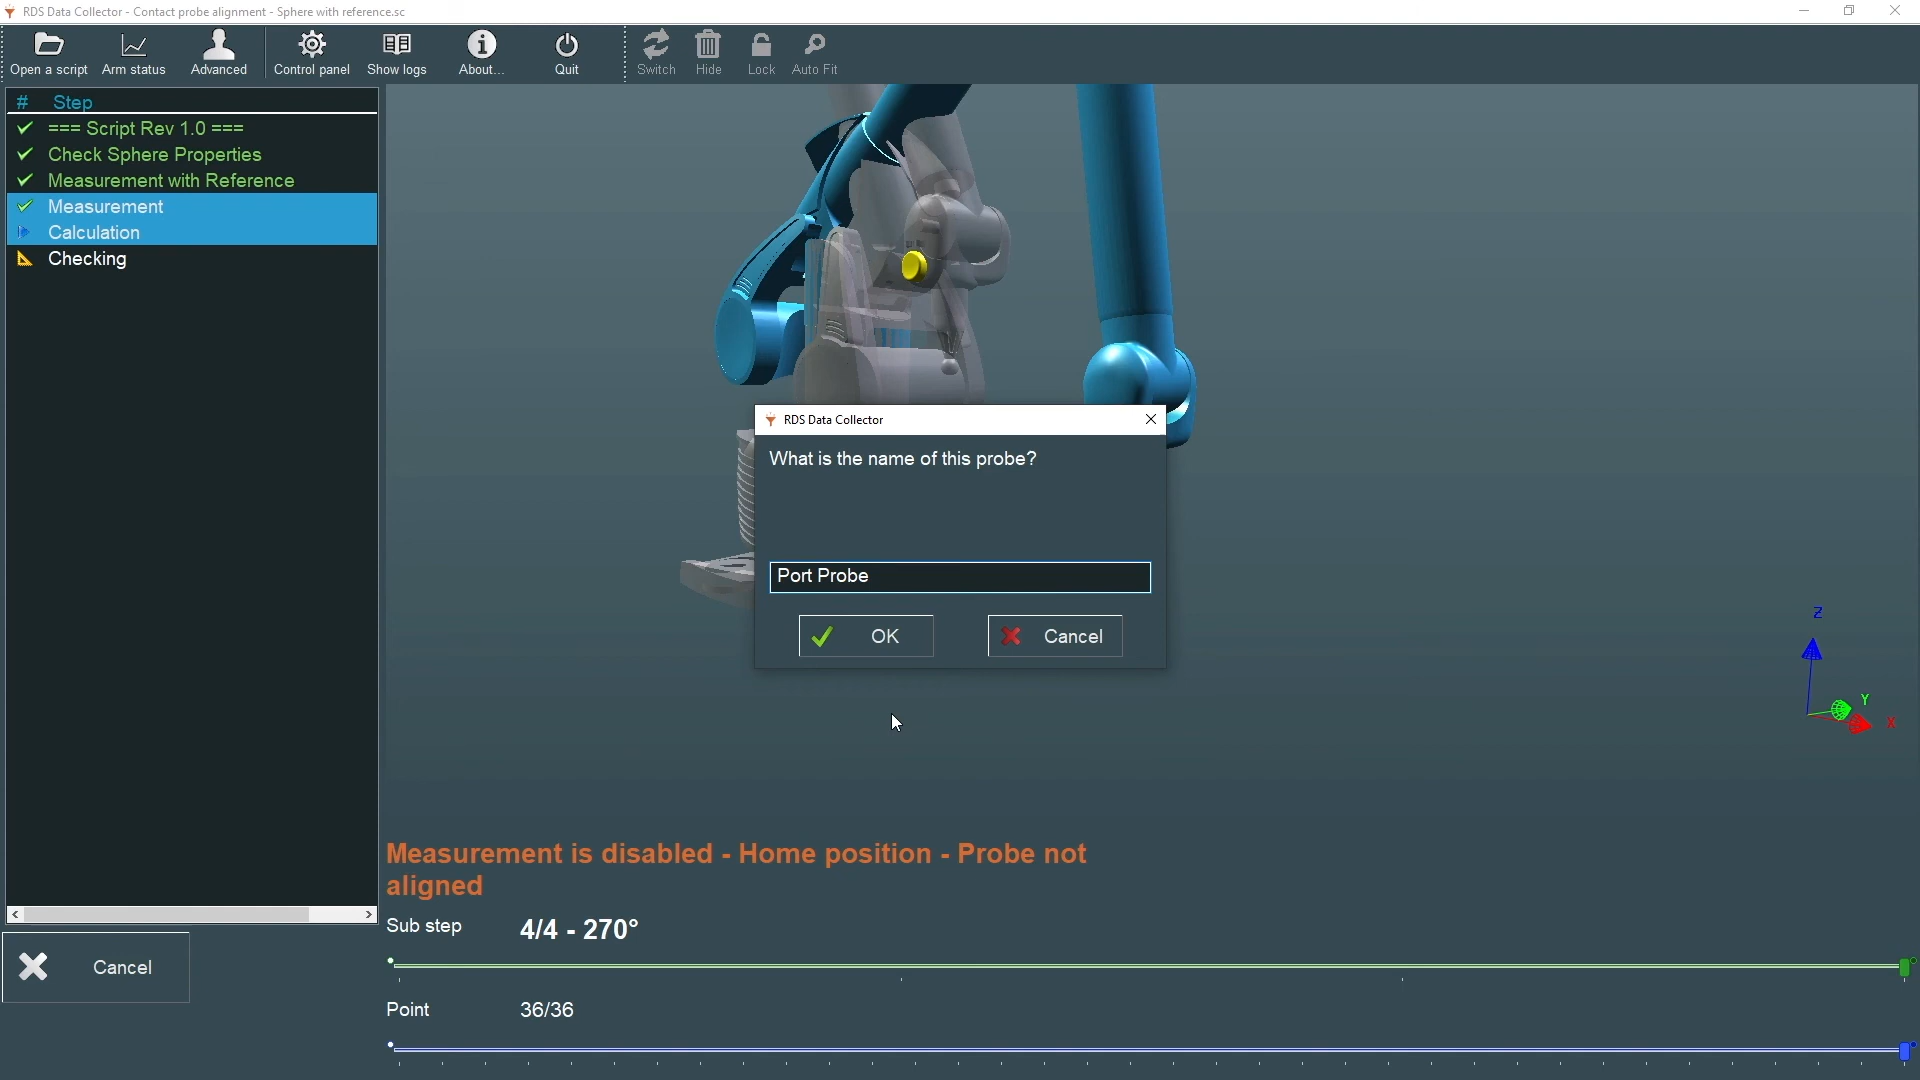 RDS Data Collector - Contact probe alignment - Sphere with reference.sc
Open a script
Arm status
Advanced
Control panel
Show logs
About...
Quit
Switch
Hide
Lock
Auto Fit
# Step
=== Script Rev 1.0 ===
Check Sphere Properties
Measurement with Reference
Measurement
Calculation
Checking
RDS Data Collector
What is the name of this probe?
Port Probe
OK
Cancel
Z
Y
X
Measurement is disabled - Home position - Probe not
aligned
Sub step 4/4 - 270°
Cancel
Point 36/36